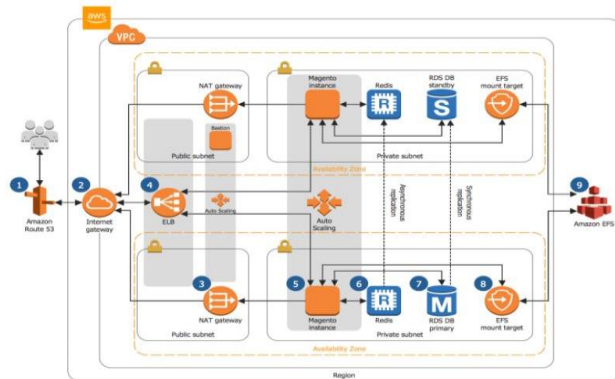 aws
VPC
NAT gateway
Magento
instance
Redis
RDS DB
standby
EFS
mount target
R
S
Bastion
Public subnet
Private subnet
Availability Zone
1
2
4
9
Amazon
Route 53
Internet
gateway
ELB
Auto Scaling
Auto
Scaling
Asynchronous
replication
Synchronous
replication
Amazon EFS
3
5
6
7
8
R
M
NAT gateway
Magento
instance
Redis
RDS DB
primary
EFS
mount target
Public subnet
Private subnet
Availability Zone
Region